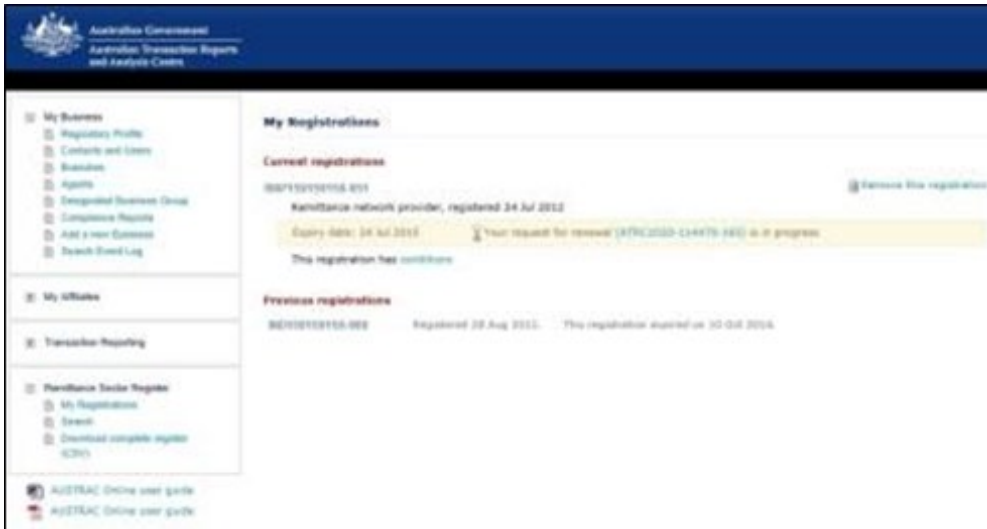 Australian Government
Australian Transaction Reports
and Analysis Centre
My Business
Regulatory Profile
Contacts and Users
Branches
Agents
Designated Business Group
Compliance Reports
Add a new Business
Search Event Log
My Affiliates
Transaction Reporting
Remittance Sector Register
My Registrations
Search
Download complete register
(CSV)
AUSTRAC Online user guide
AUSTRAC Online user guide
My Registrations
Current registrations
Remove this registration
Remittance network provider, registered 24 Jul 2012
Expiry date: 24 Jul 2015 Your request for renewal is in progress
This registration has conditions
Previous registrations
Registered 28 Aug This registration expired on 10 Oct 2014.